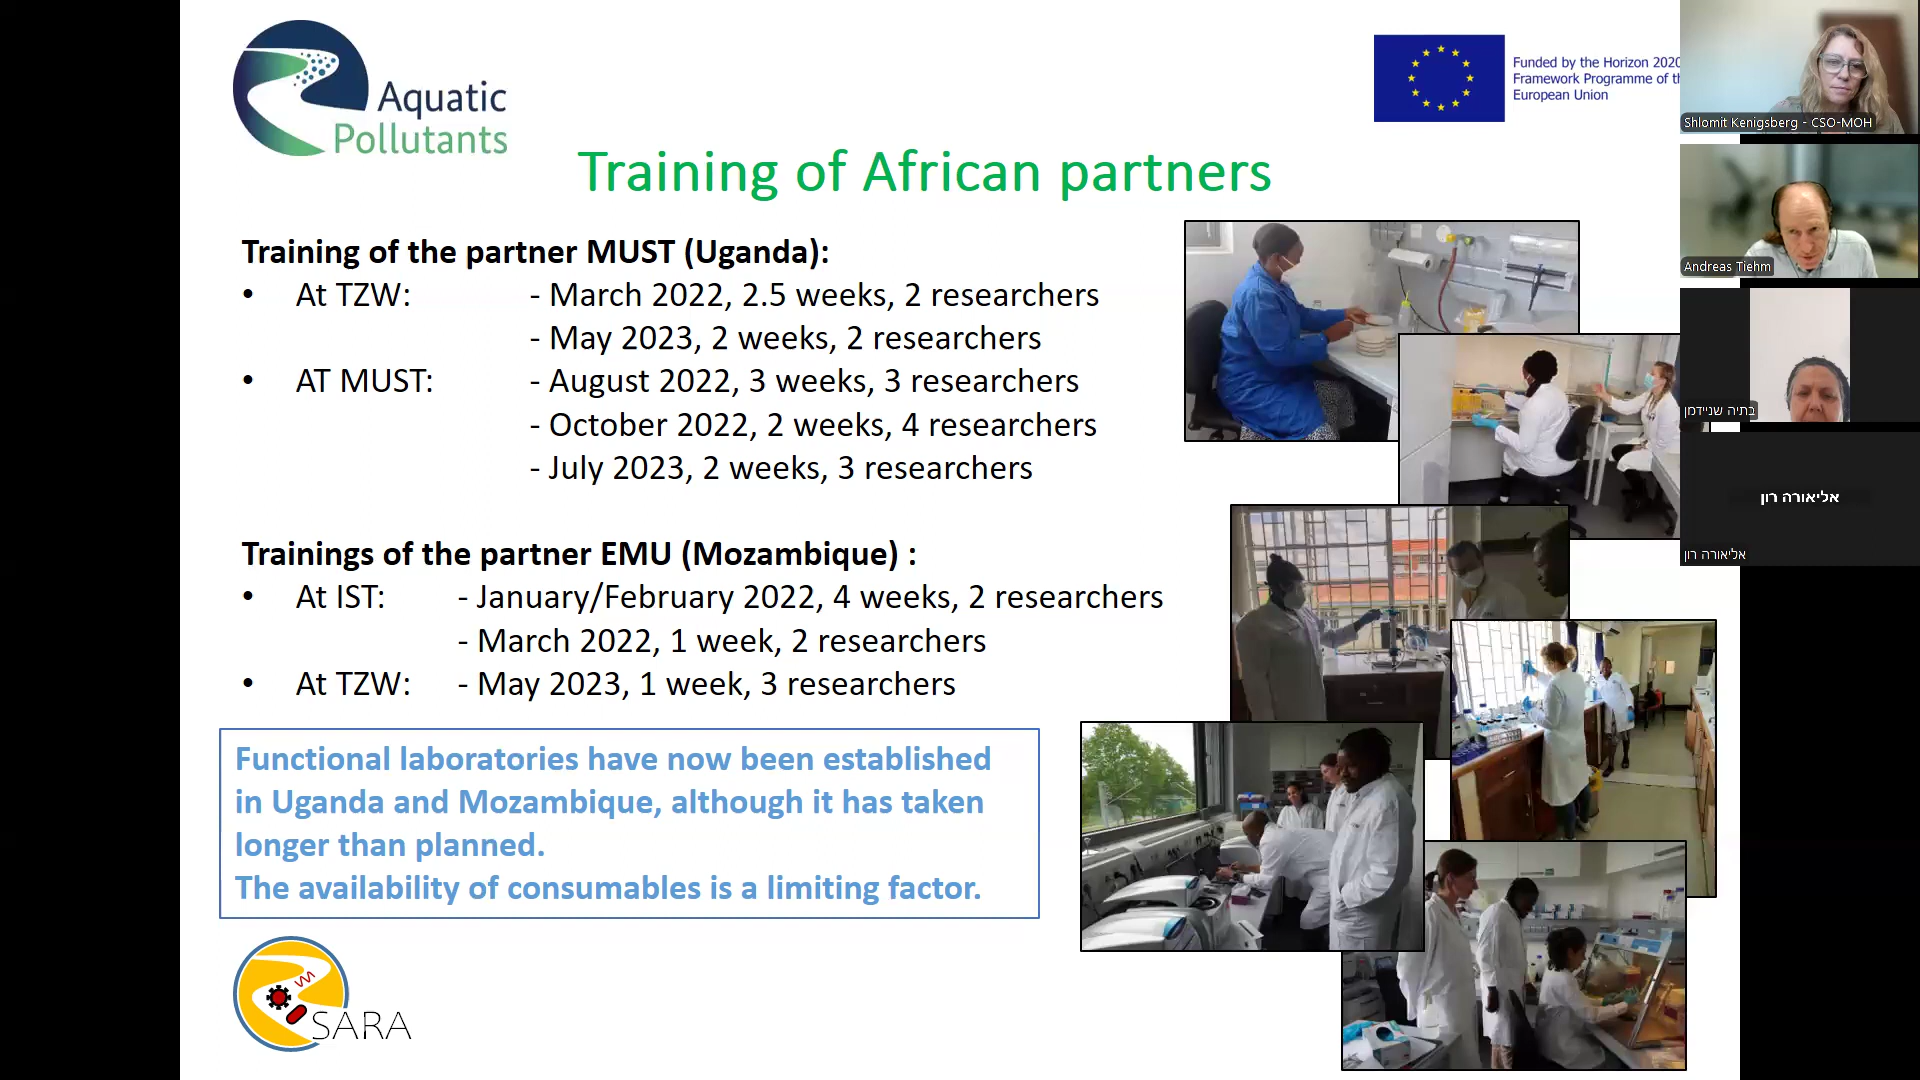 Aquatic
Pollutants
Funded by the Horizon 2020
Framework Programme of th
European Union
Training of African partners
Training of the partner MUST (Uganda):
• At TZW: - March 2022, 2.5 weeks, 2 researchers
- May 2023, 2 weeks, 2 researchers
• AT MUST: - August 2022, 3 weeks, 3 researchers
- October 2022, 2 weeks, 4 researchers
- July 2023, 2 weeks, 3 researchers
Trainings of the partner EMU (Mozambique) :
• At IST: - January/February 2022, 4 weeks, 2 researchers
- March 2022, 1 week, 2 researchers
• At TZW: - May 2023, 1 week, 3 researchers
Functional laboratories have now been established
in Uganda and Mozambique, although it has taken
longer than planned.
The availability of consumables is a limiting factor.
SARA
Shlomit Kenigsberg - CSO-MOH
Andreas Tiehm
בתיה שניידמן
אליאורה רון
אליאורה רון